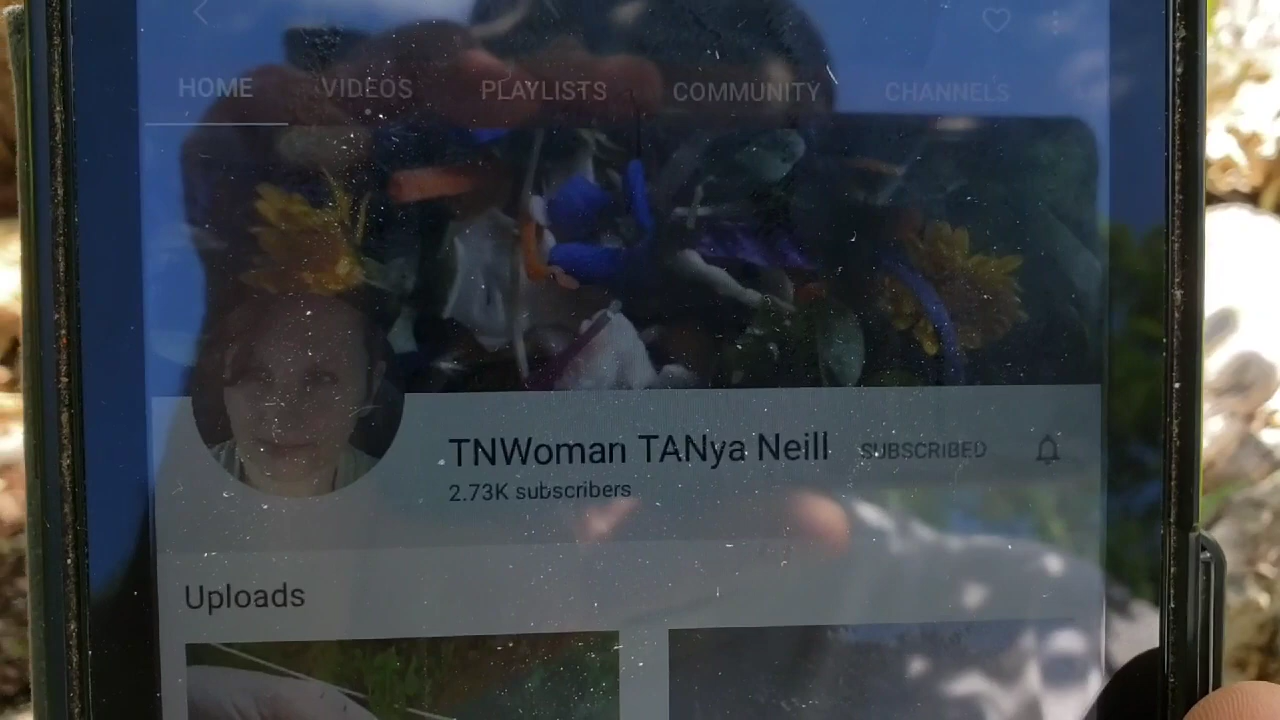 HOME VIDEOS PLAYLISTS COMMUNITY CHANNELS
TNWoman TANya Neill SUBSCRIBED
2.73K subscribers
Uploads